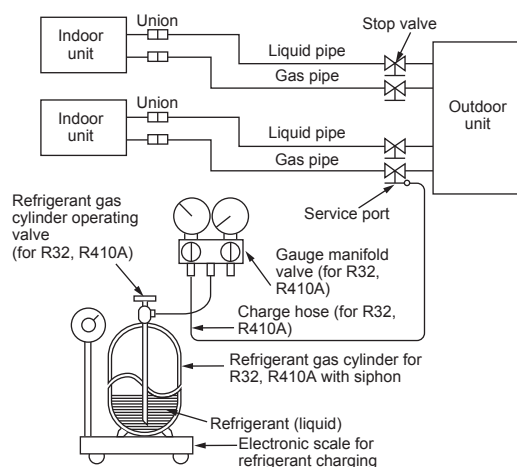 Indoor
unit
Union
Liquid pipe
Stop valve
Gas pipe
Indoor
unit
Union
Liquid pipe
Gas pipe
Outdoor
unit
Service port
Refrigerant gas
cylinder operating
valve
(for R32, R410A)
Gauge manifold
valve (for R32,
R410A)
Charge hose (for R32,
R410A)
Refrigerant gas cylinder for
R32, R410A with siphon
Refrigerant (liquid)
Electronic scale for
refrigerant charging